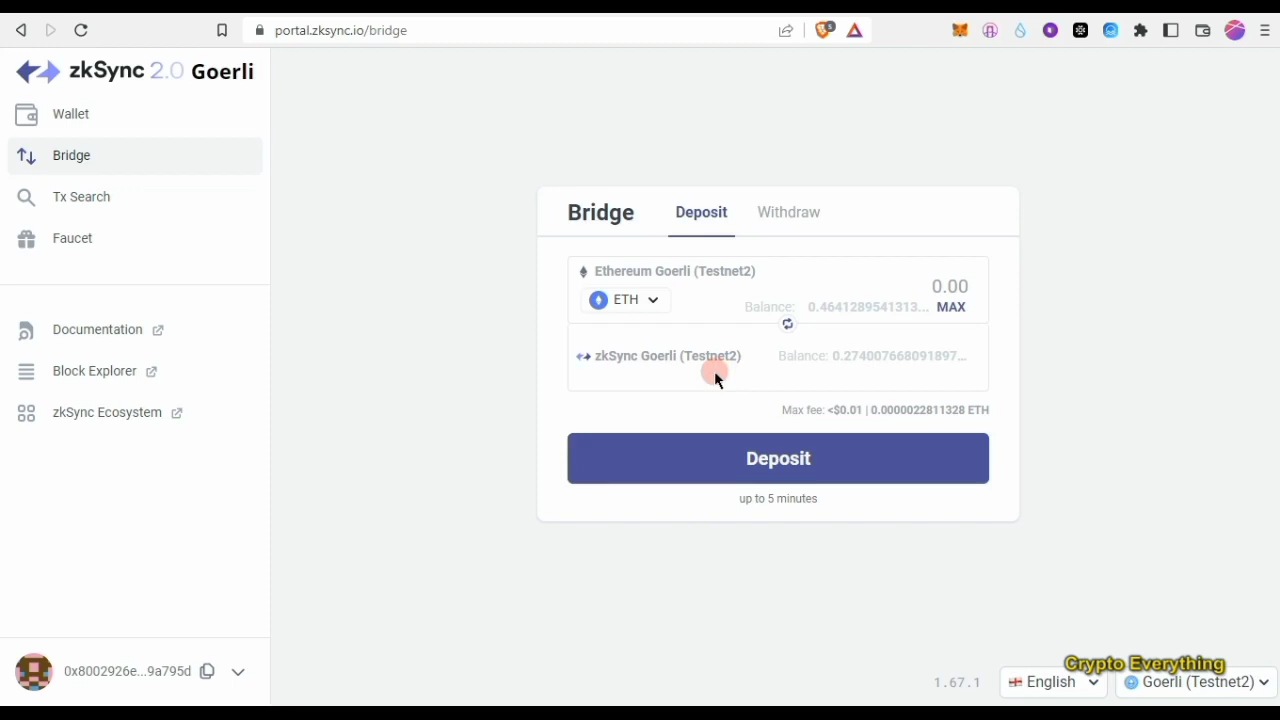 portal.zksync.io/bridge
5
zkSync 2.0 Goerli
Wallet
Bridge
Tx Search
Faucet
Documentation
Block Explorer
zkSync Ecosystem
0x8002926e...9a795d
Bridge Deposit Withdraw
Ethereum Goerli (Testnet2)
0.00
ETH
Balance: 0.4641289541313... MAX
zkSync Goerli (Testnet2) Balance: 0.274007668091897...
Max fee: <$0.01 | 0.0000022811328 ETH
Deposit
up to 5 minutes
Crypto Everything
1.67.1 English Goerli (Testnet2)